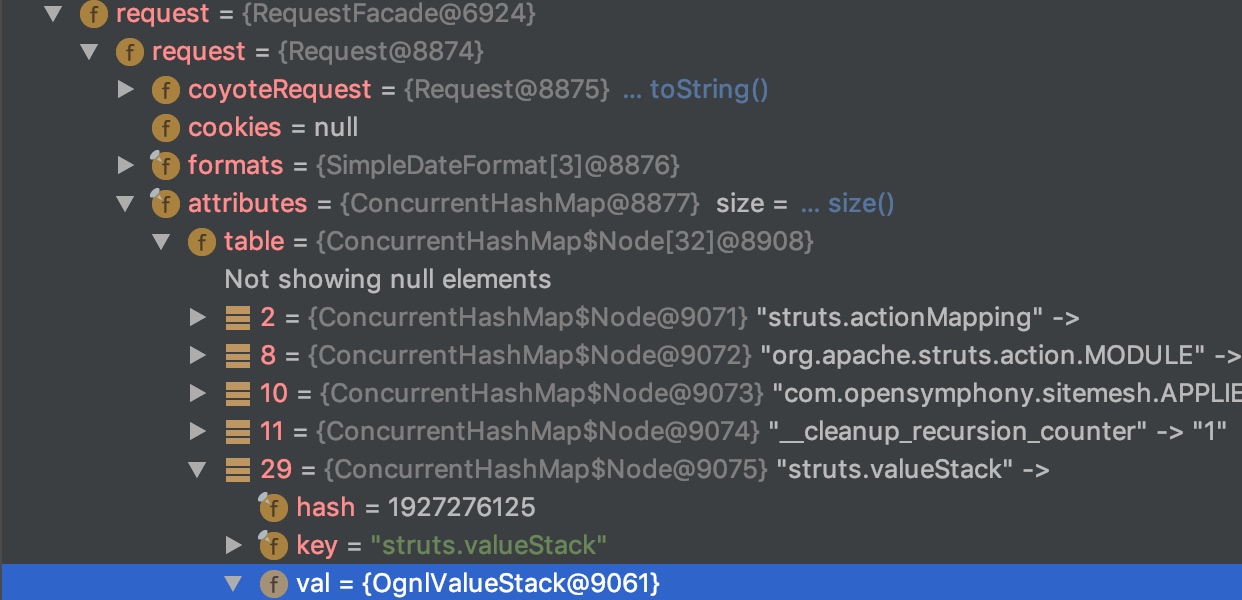 f request = {RequestFacade@6924}
f request = {Request@8874}
f coyoteRequest = {Request@8875} ... toString()
f cookies = null
f formats = {SimpleDateFormat[3]@8876}
f attributes = {ConcurrentHashMap@8877} size = ... size()
f table = {ConcurrentHashMap$Node[32]@8908}
Not showing null elements
2 = {ConcurrentHashMap$Node@9071} "struts.actionMapping" ->
8 = {ConcurrentHashMap$Node@9072} "org.apache.struts.action.MODULE" ->
10 = {ConcurrentHashMap$Node@9073} "com.opensymphony.sitemesh.APPLIE
11 = {ConcurrentHashMap$Node@9074} "__cleanup_recursion_counter" -> "1"
29 = {ConcurrentHashMap$Node@9075} "struts.valueStack" ->
f hash = 1927276125
f key = "struts.valueStack"
f val = {OgnlValueStack@9061}